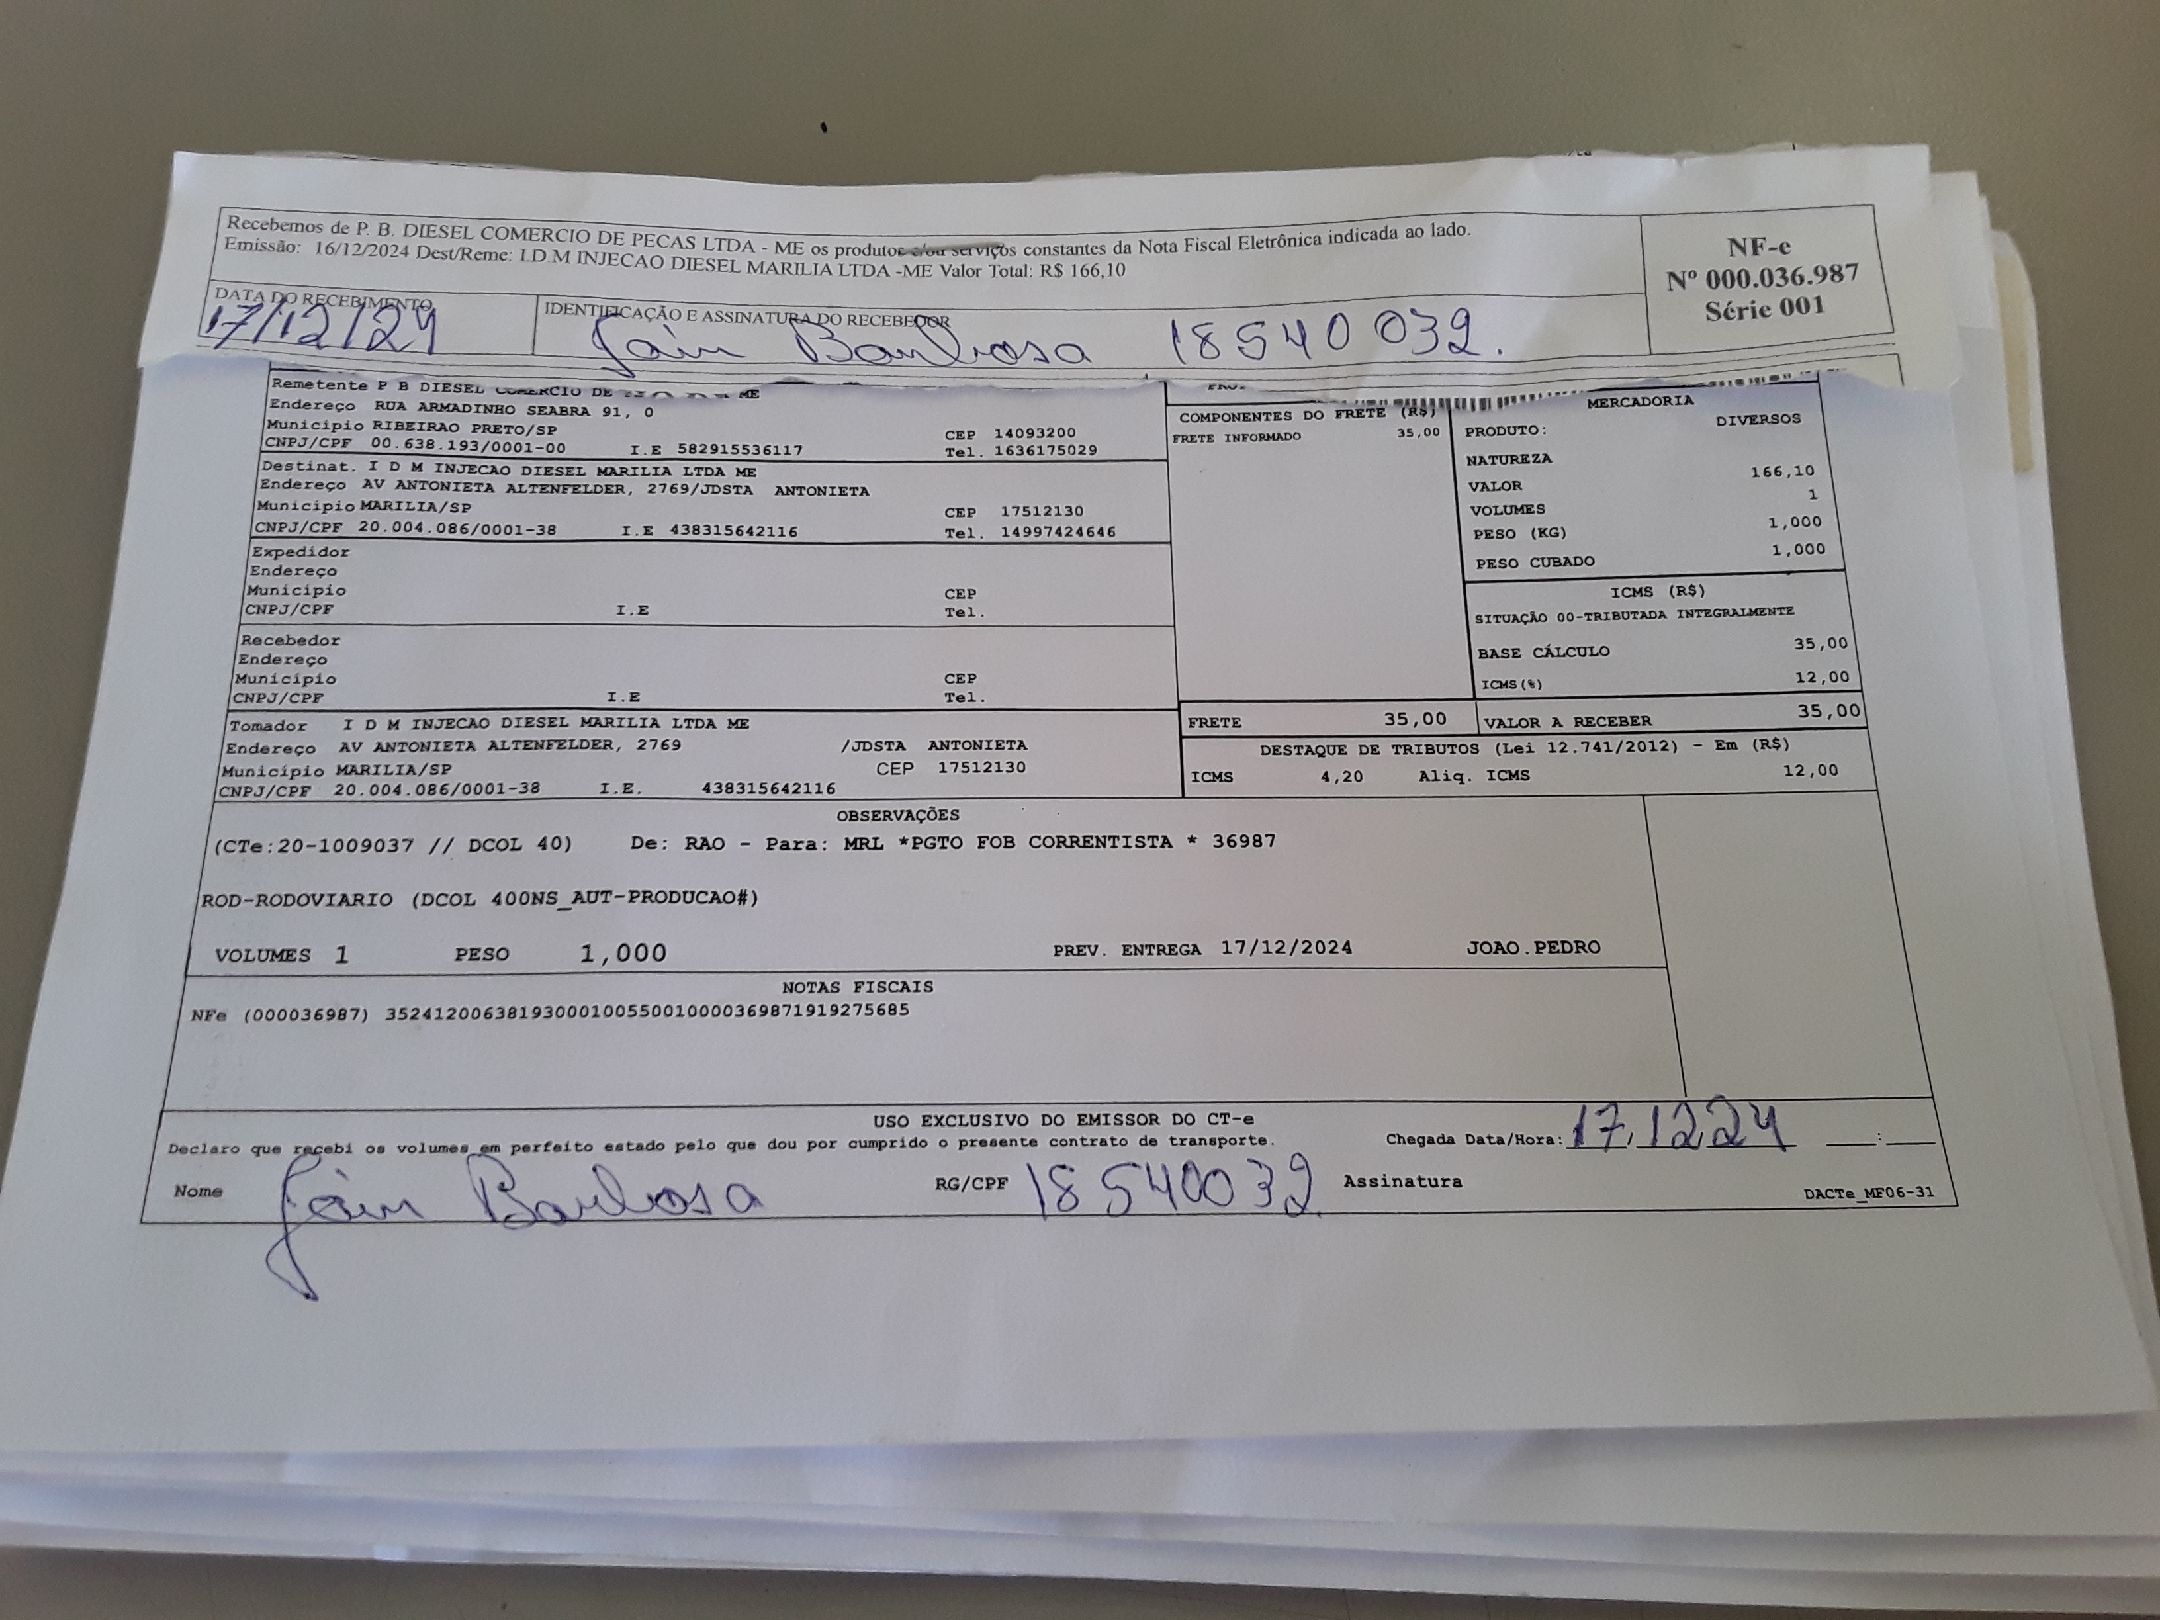 Recebemos de P. B. DIESEL COMERCIO DE PECAS LTDA - ME os produtos e/ou serviços constantes da Nota Fiscal Eletrônica indicada ao lado.
Emissão: 16/12/2024 Dest/Reme: I.D M INJECAO DIESEL MARILIA LTDA -ME Valor Total: R$ 166,10
NF-e
Nº 000.036.987
Série 001
DATA DO RECEBIMENTO
17/12/24
IDENTIFICAÇÃO E ASSINATURA DO RECEBEDOR
Barbosa 18540032.
Remetente P B DIESEL COMERCIO DE ME
Endereço RUA ARMADINHO SEABRA 91, 0
Municipio RIBEIRAO PRETO/SP CEP 14093200
CNPJ/CPF 00.638.193/0001-00 I.E 582915536117 Tel. 1636175029
Destinat. I D M INJECAO DIESEL MARILIA LTDA ME
Endereço AV ANTONIETA ALTENFELDER, 2769/JDSTA ANTONIETA
Municipio MARILIA/SP CEP 17512130
CNPJ/CPF 20.004.086/0001-38 I.E 438315642116 Tel. 14997424646
Expedidor
Endereço
Municipio CEP
CNPJ/CPF I.E Tel.
Recebedor
Endereço
Municipio CEP
CNPJ/CPF I.E Tel.
Tomador I D M INJECAO DIESEL MARILIA LTDA ME
Endereço AV ANTONIETA ALTENFELDER, 2769 /JDSTA ANTONIETA
Municipio MARILIA/SP CEP 17512130
CNPJ/CPF 20.004.086/0001-38 I.E. 438315642116
COMPONENTES DO FRETE (R$)
FRETE INFORMADO 35,00
MERCADORIA
PRODUTO: DIVERSOS
NATUREZA
VALOR 166,10
VOLUMES 1
PESO (KG) 1,000
PESO CUBADO 1,000
ICMS (R$)
SITUAÇÃO 00-TRIBUTADA INTEGRALMENTE
BASE CÁLCULO 35,00
ICMS(%) 12,00
FRETE 35,00 VALOR A RECEBER 35,00
DESTAQUE DE TRIBUTOS (Lei 12.741/2012) - Em (R$)
ICMS 4,20 Aliq. ICMS 12,00
OBSERVAÇÕES
(CTe:20-1009037 // DCOL 40) De: RAO - Para: MRL *PGTO FOB CORRENTISTA * 36987
ROD-RODOVIARIO (DCOL 400NS_AUT-PRODUCAO#)
VOLUMES 1 PESO 1,000 PREV. ENTREGA 17/12/2024 JOAO.PEDRO
NOTAS FISCAIS
NFe (000036987) 35241200638193000100550010000369871919275685
USO EXCLUSIVO DO EMISSOR DO CT-e
Declaro que recebi os volumes em perfeito estado pelo que dou por cumprido o presente contrato de transporte. Chegada Data/Hora: 17,12,24 :
Nome Barbosa RG/CPF 18540032. Assinatura
DACTe_MF06-31